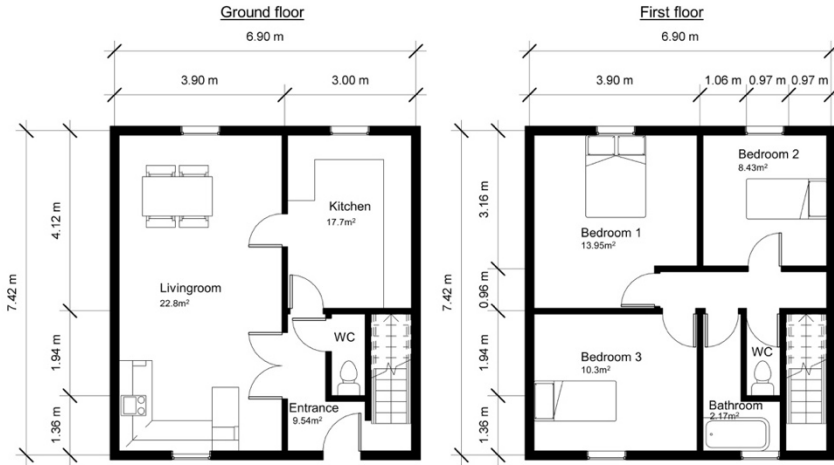 Ground floor
6.90 m
3.90 m
3.00 m
7.42 m
4.12 m
1.94 m
1.36 m
Kitchen
17.7m²
Livingroom
22.8m²
WC
Entrance
9.54m²
First floor
6.90 m
3.90 m
1.06 m
0.97 m
0.97 m
7.42 m
3.16 m
0.96 m
1.94 m
1.36 m
Bedroom 2
8.43m²
Bedroom 1
13.95m²
WC
Bedroom 3
10.3m²
Bathroom
2.17m²